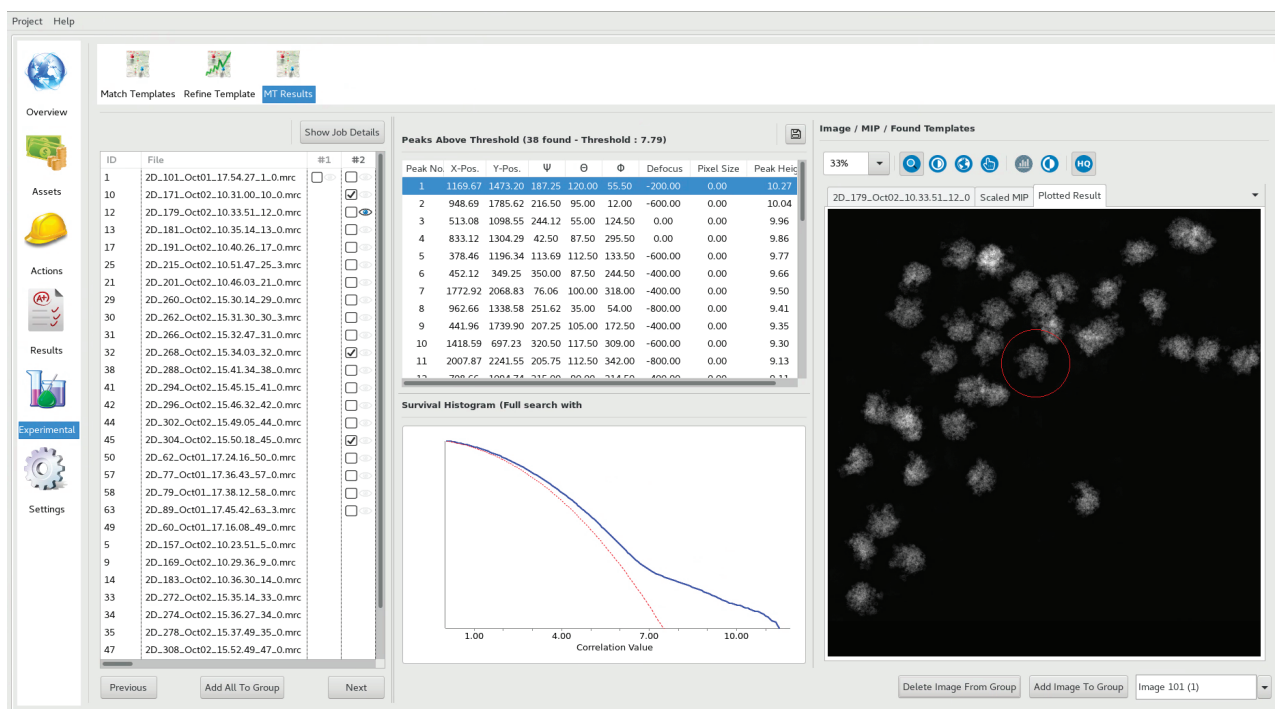 Project Help
Overview
Assets
Actions
Results
Experimental
Settings
Match Templates Refine Template MT Results
Show Job Details
ID File #1 #2
1 2D_101_Oct01_17.54.27_1_0.mrc
10 2D_171_Oct02_10.31.00_10_0.mrc
12 2D_179_Oct02_10.33.51_12_0.mrc
13 2D_181_Oct02_10.35.14_13_0.mrc
17 2D_191_Oct02_10.40.26_17_0.mrc
25 2D_215_Oct02_10.51.47_25_3.mrc
21 2D_201_Oct02_10.46.03_21_0.mrc
29 2D_260_Oct02_15.30.14_29_0.mrc
30 2D_262_Oct02_15.31.30_30_3.mrc
31 2D_266_Oct02_15.32.47_31_0.mrc
32 2D_268_Oct02_15.34.03_32_0.mrc
38 2D_288_Oct02_15.41.34_38_0.mrc
41 2D_294_Oct02_15.45.15_41_0.mrc
42 2D_296_Oct02_15.46.32_42_0.mrc
44 2D_302_Oct02_15.49.05_44_0.mrc
45 2D_304_Oct02_15.50.18_45_0.mrc
50 2D_62_Oct01_17.24.16_50_0.mrc
57 2D_77_Oct01_17.36.43_57_0.mrc
58 2D_79_Oct01_17.38.12_58_0.mrc
63 2D_89_Oct01_17.45.42_63_3.mrc
49 2D_60_Oct01_17.16.08_49_0.mrc
5 2D_157_Oct02_10.23.51_5_0.mrc
9 2D_169_Oct02_10.29.36_9_0.mrc
14 2D_183_Oct02_10.36.30_14_0.mrc
33 2D_272_Oct02_15.35.14_33_0.mrc
34 2D_274_Oct02_15.36.27_34_0.mrc
35 2D_278_Oct02_15.37.49_35_0.mrc
47 2D_308_Oct02_15.52.49_47_0.mrc
Previous Add All To Group Next
Peaks Above Threshold (38 found - Threshold : 7.79)
Peak No. X-Pos. Y-Pos. Ψ Θ Φ Defocus Pixel Size Peak Heig
1 1169.67 1473.20 187.25 120.00 55.50 -200.00 0.00 10.27
2 948.69 1785.62 216.50 95.00 12.00 -600.00 0.00 10.04
3 513.08 1098.55 244.12 55.00 124.50 0.00 0.00 9.96
4 833.12 1304.29 42.50 87.50 295.50 0.00 0.00 9.86
5 378.46 1196.34 113.69 112.50 133.50 -600.00 0.00 9.77
6 452.12 349.25 350.00 87.50 244.50 -400.00 0.00 9.66
7 1772.92 2068.83 76.06 100.00 318.00 -400.00 0.00 9.50
8 962.66 1338.58 251.62 35.00 54.00 -800.00 0.00 9.41
9 441.96 1739.90 207.25 105.00 172.50 -400.00 0.00 9.35
10 1418.59 697.23 320.50 117.50 309.00 -600.00 0.00 9.30
11 2007.87 2241.55 205.75 112.50 342.00 -800.00 0.00 9.13
Survival Histogram (Full search with
1.00 4.00 7.00 10.00
Correlation Value
Image / MIP / Found Templates
33% HQ
2D_179_Oct02_10.33.51_12_0 Scaled MIP Plotted Result
Delete Image From Group Add Image To Group Image 101 (1)